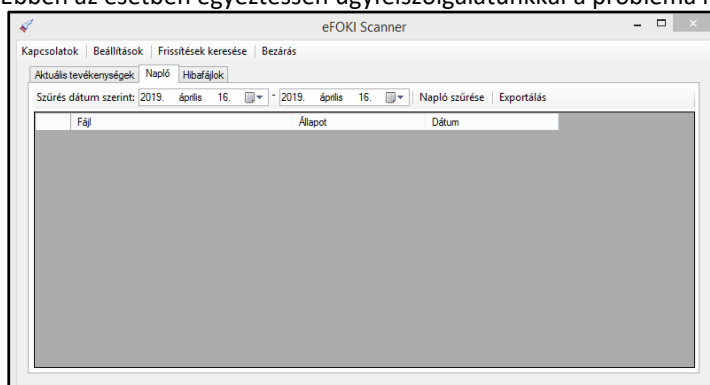 Ebben az esetben egyeztessen ügyfélszolgálatunkkal a probléma
eFOKI Scanner
Kapcsolatok Beállítások Frissítések keresése Bezárás
Aktuális tevékenységek Napló Hibafájlok
Szűrés dátum szerint: 2019. április 16. - 2019. április 16. Napló szűrése Exportálás
Fájl Állapot Dátum